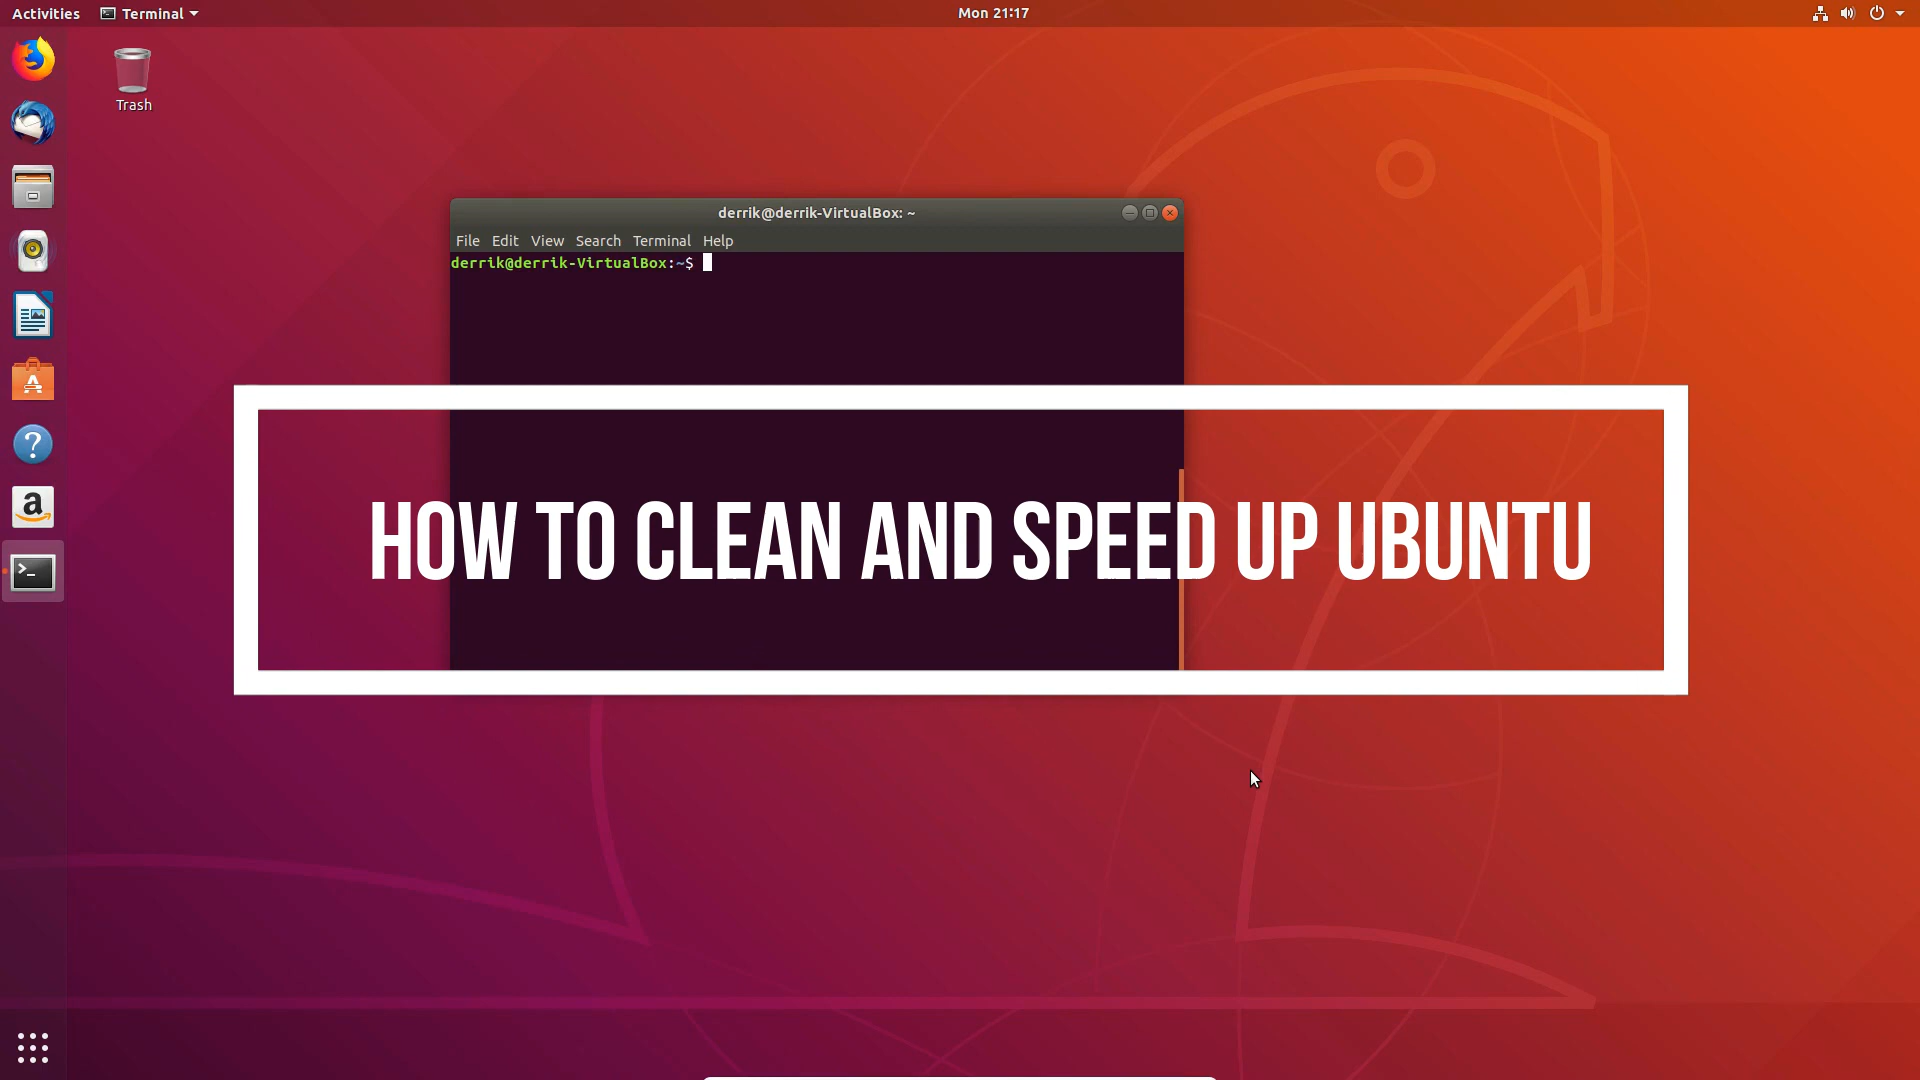 Activities Terminal Mon 21:17
Trash
derrik@derrik-VirtualBox: ~
File Edit View Search Terminal Help
derrik@derrik-VirtualBox:~$
HOW TO CLEAN AND SPEED UP UBUNTU